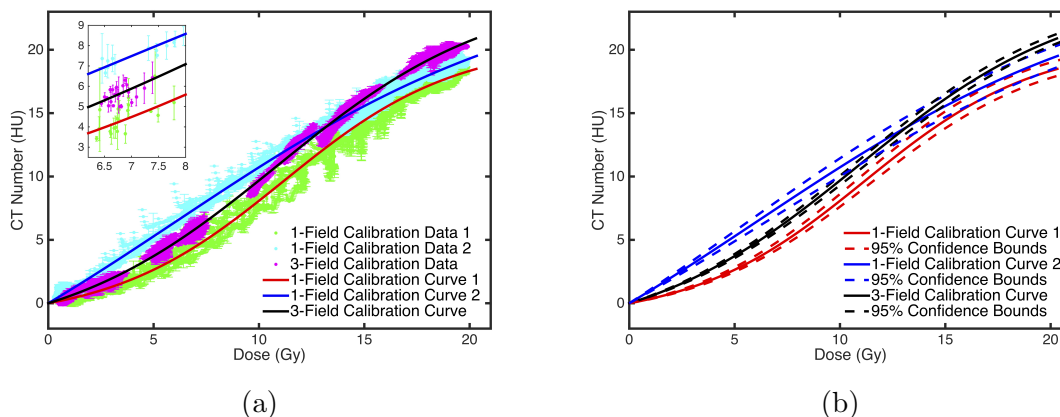 CT Number (HU)
20
15
10
5
0
0
5
10
15
20
Dose (Gy)
9
8
7
6
5
4
3
6.5
7
7.5
8
1-Field Calibration Data 1
1-Field Calibration Data 2
3-Field Calibration Data
1-Field Calibration Curve 1
1-Field Calibration Curve 2
3-Field Calibration Curve
(a)
CT Number (HU)
20
15
10
5
0
0
5
10
15
20
Dose (Gy)
1-Field Calibration Curve 1
95% Confidence Bounds
1-Field Calibration Curve 2
95% Confidence Bounds
3-Field Calibration Curve
95% Confidence Bounds
(b)